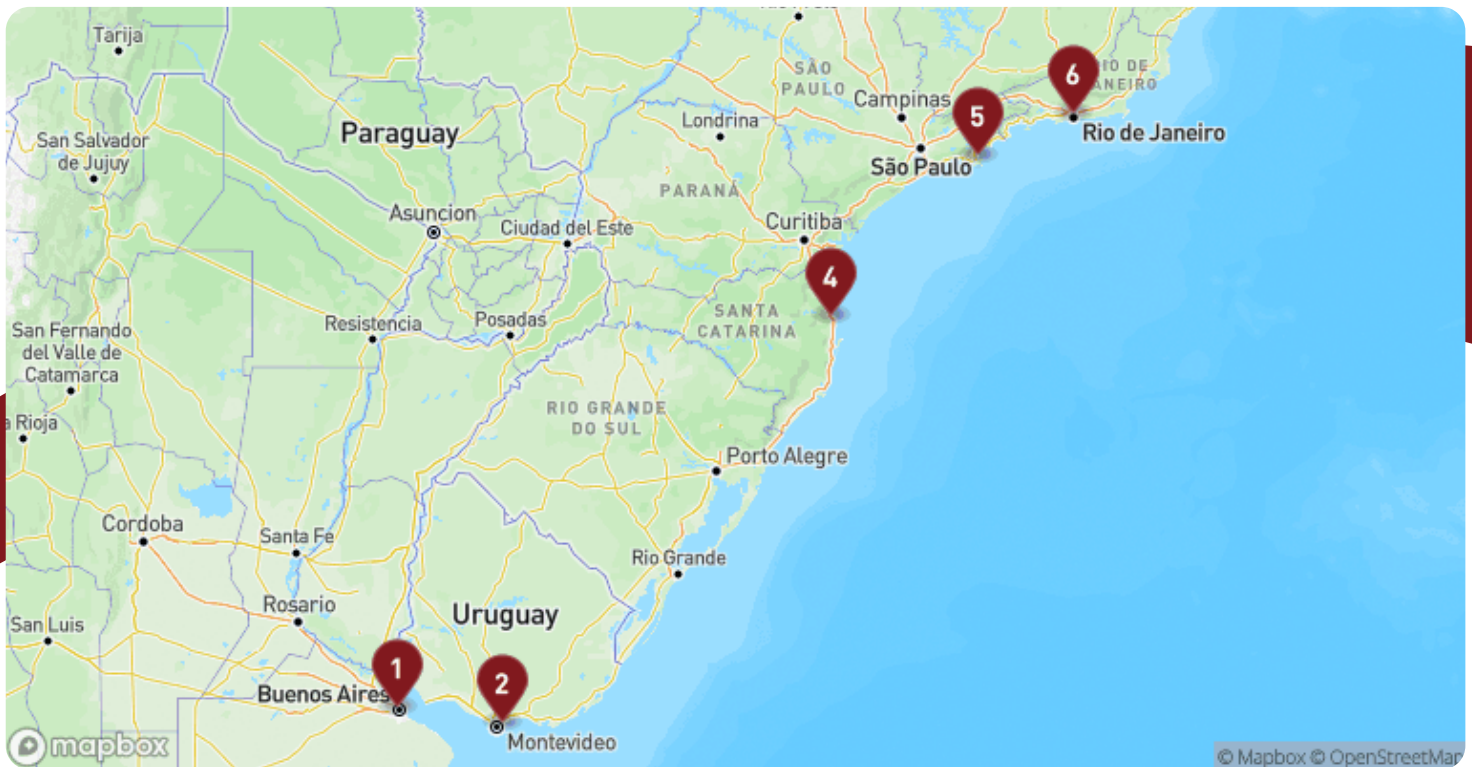 Tarija
SÃO
PAULO
6
RIO DE
JANEIRO
Campinas
5
Paraguay
Londrina
Rio de Janeiro
San Salvador
de Jujuy
São Paulo
PARANÁ
Asuncion
Ciudad del Este
Curitiba
4
Resistencia
Posadas
SANTA
CATARINA
San Fernando
del Valle de
Catamarca
a Rioja
RIO GRANDE
DO SUL
Porto Alegre
Cordoba
Santa Fe
Rio Grande
Rosario
Uruguay
San Luis
1
2
Buenos Aires
Montevideo
mapbox
© Mapbox © OpenStreetMap